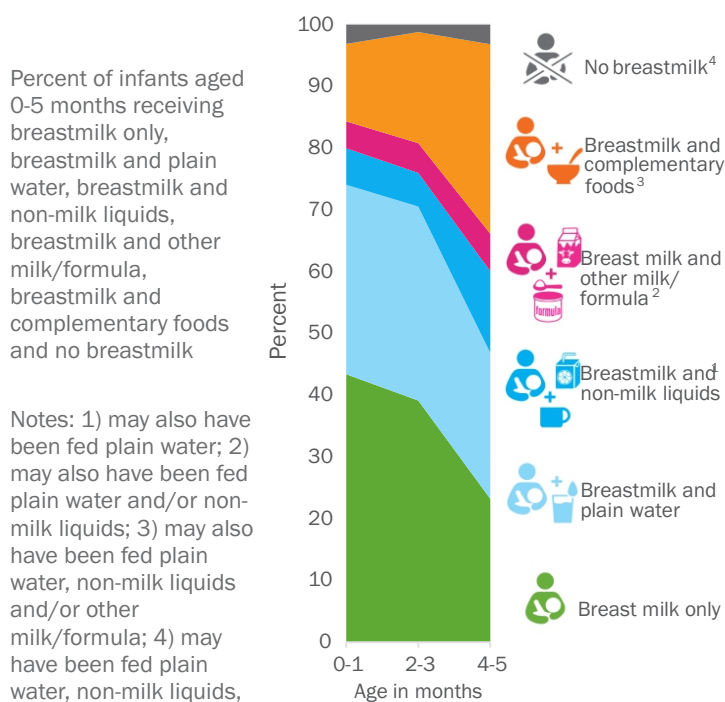 Percent of infants aged
0-5 months receiving
breastmilk only,
breastmilk and plain
water, breastmilk and
non-milk liquids,
breastmilk and other
milk/formula,
breastmilk and
complementary foods
and no breastmilk
Notes: 1) may also have
been fed plain water; 2)
may also have been fed
plain water and/or non-
milk liquids; 3) may also
have been fed plain
water, non-milk liquids
and/or other
milk/formula; 4) may
have been fed plain
water, non-milk liquids,
Percent
100
90
80
70
60
50
40
30
20
10
0
0-1 2-3 4-5
Age in months
No breastmilk4
Breastmilk and
complementary
foods3
Breast milk and
other milk/
formula2
formula
Breastmilk and1
non-milk liquids
Breastmilk and
plain water
Breast milk only